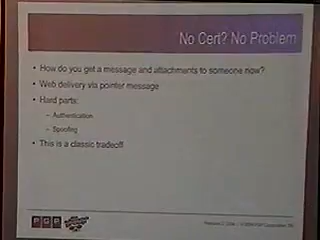 No Cert? No Problem
• How do you get a message and attachments to someone now?
• Web delivery via pointer message
• Hard parts:
– Authentication
– Spoofing
• This is a classic tradeoff!
PGP